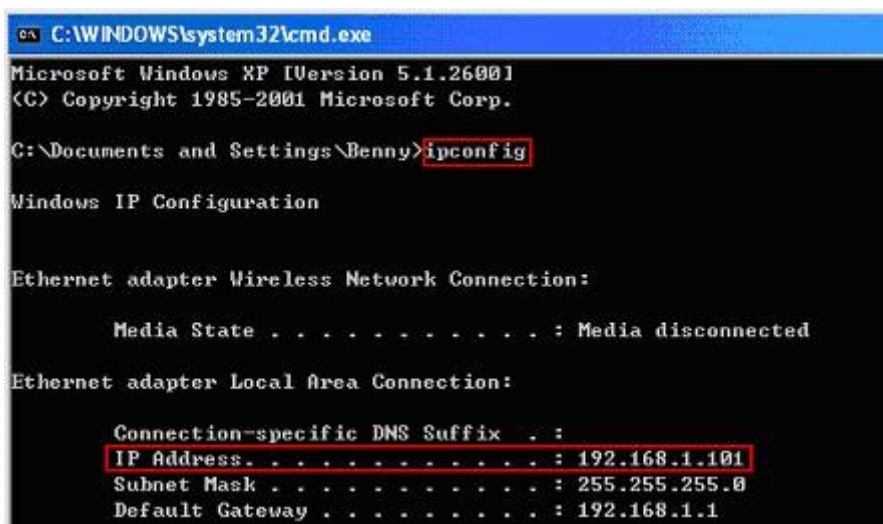 C:\WINDOWS\system32\cmd.exe
Microsoft Windows XP [Version 5.1.2600]
(C) Copyright 1985-2001 Microsoft Corp.
C:\Documents and Settings\Benny>ipconfig
Windows IP Configuration
Ethernet adapter Wireless Network Connection:
Media State . . . . . . . . . . . : Media disconnected
Ethernet adapter Local Area Connection:
Connection-specific DNS Suffix . :
IP Address. . . . . . . . . . . . : 192.168.1.101
Subnet Mask . . . . . . . . . . . : 255.255.255.0
Default Gateway . . . . . . . . . : 192.168.1.1